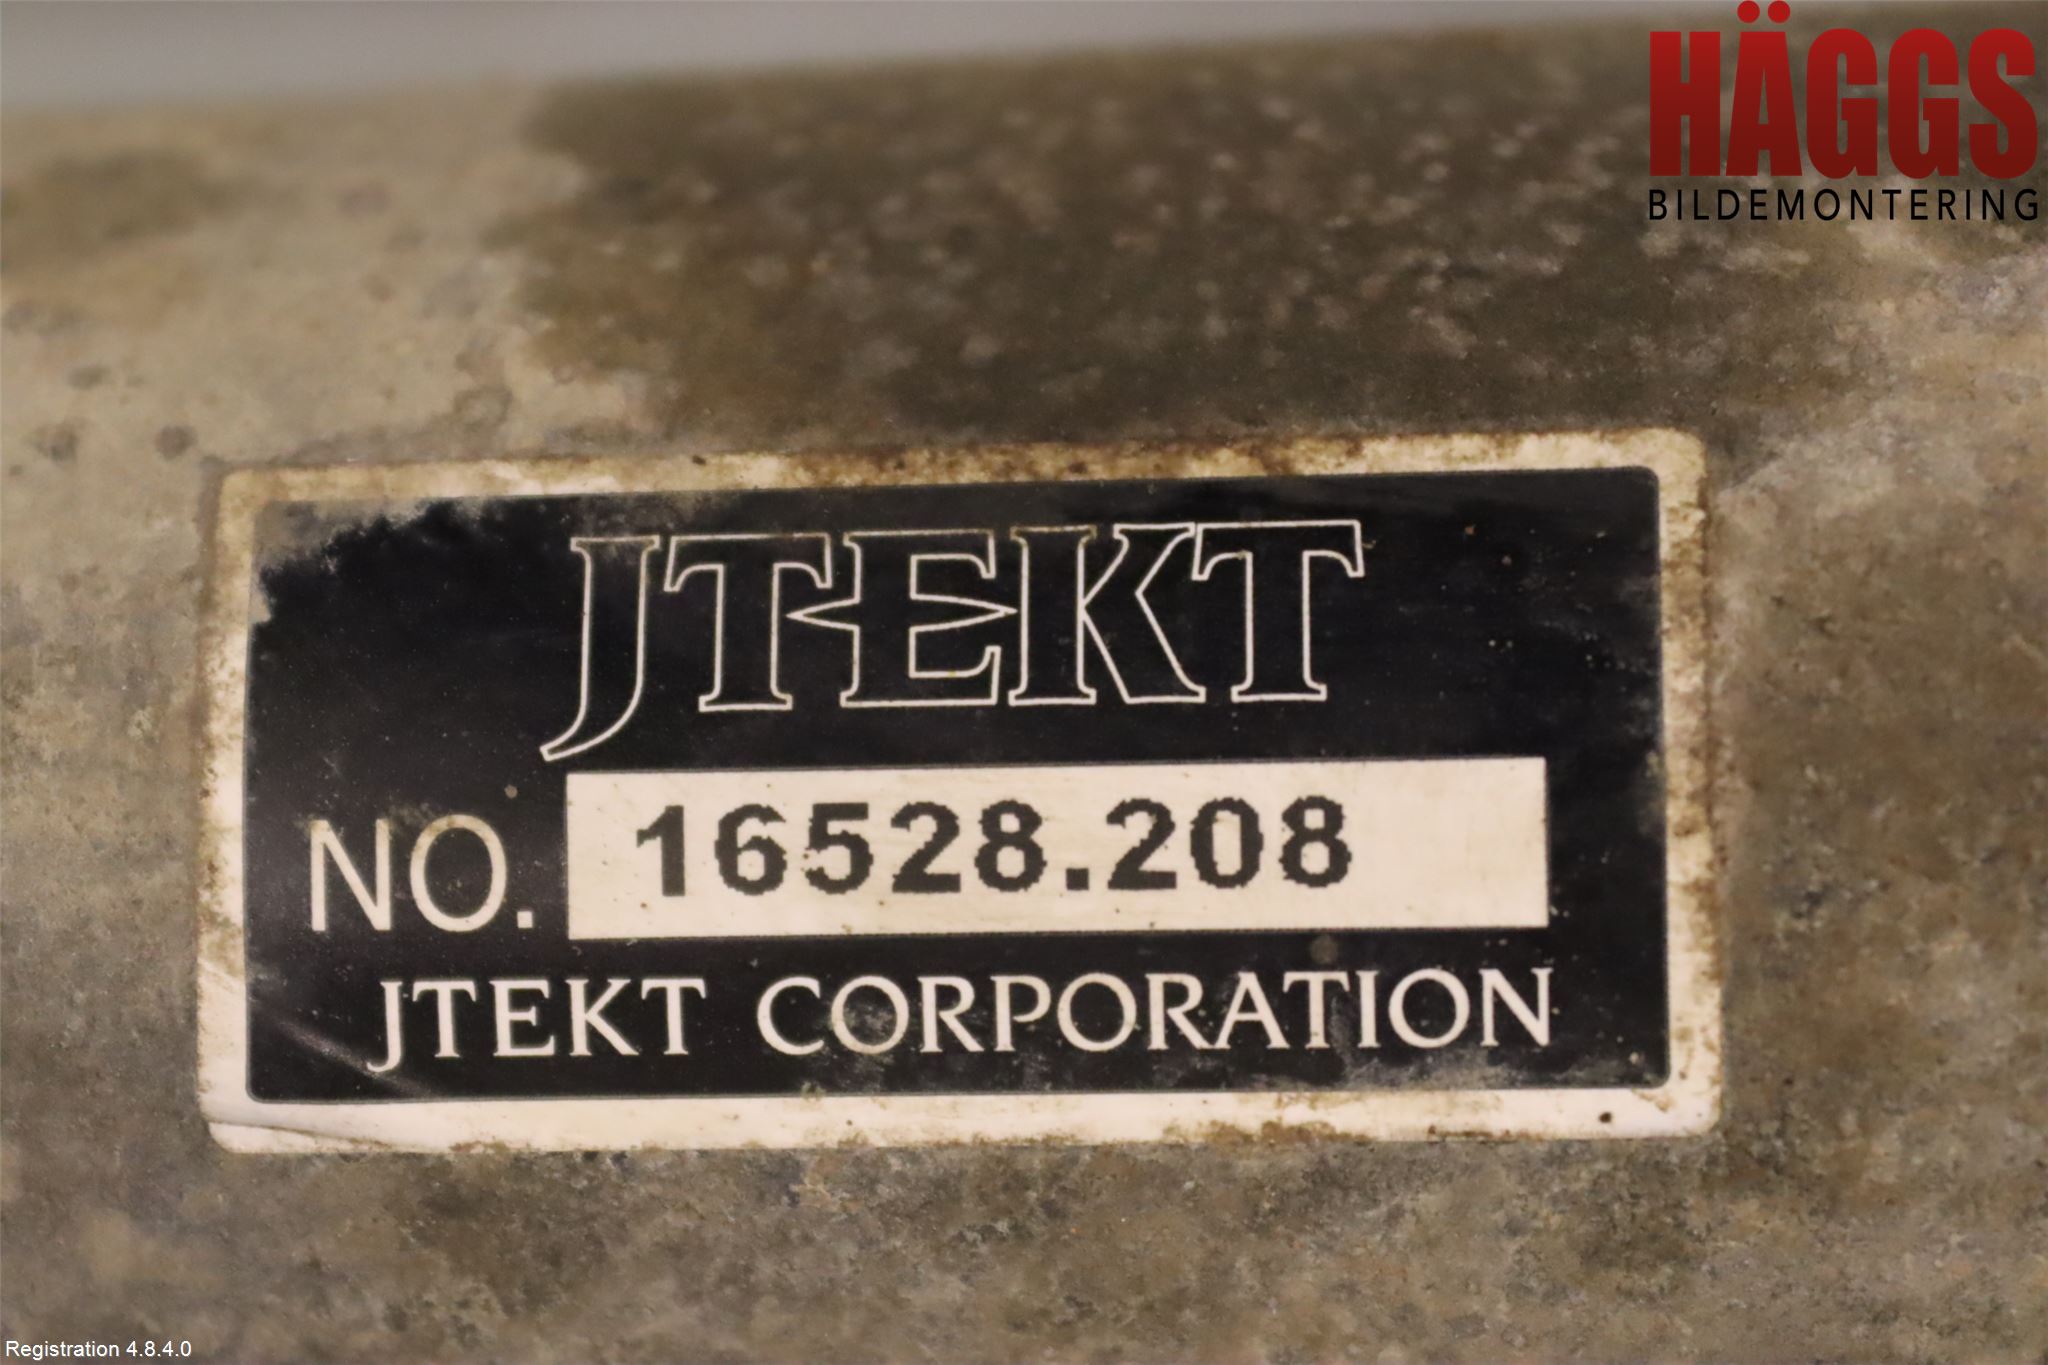 HÄGGS
BILDEMONTERING
JTEKT
NO. 16528.208
JTEKT CORPORATION
Registration 4.8.4.0